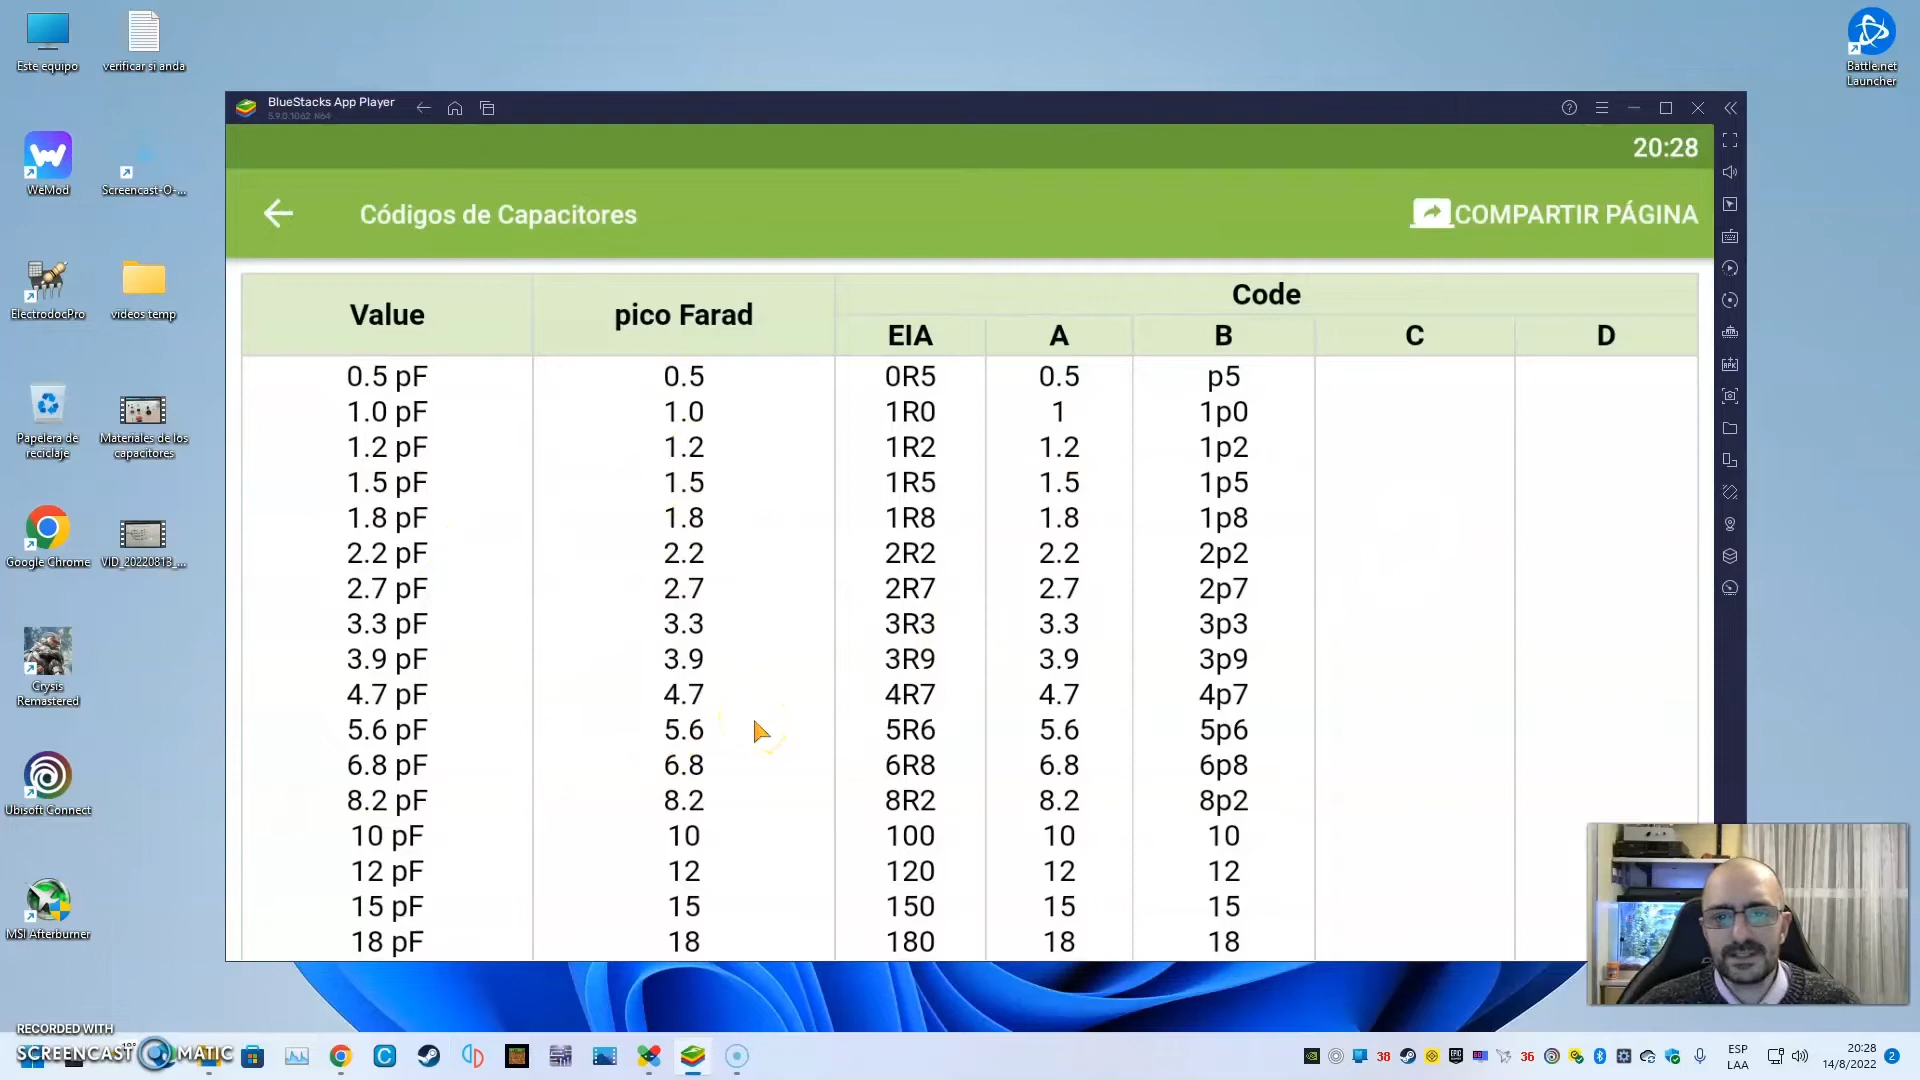 Este equipo
verificar si anda
Battle.net
Launcher
BlueStacks App Player
5.9.0.1062 N64
20:28
WeMod
Screencast-O-...
Códigos de Capacitores
COMPARTIR PÁGINA
ElectrodocPro
videos temp
Value pico Farad Code
EIA A B C D
0.5 pF 0.5 0R5 0.5 p5
1.0 pF 1.0 1R0 1 1p0
1.2 pF 1.2 1R2 1.2 1p2
1.5 pF 1.5 1R5 1.5 1p5
1.8 pF 1.8 1R8 1.8 1p8
2.2 pF 2.2 2R2 2.2 2p2
2.7 pF 2.7 2R7 2.7 2p7
3.3 pF 3.3 3R3 3.3 3p3
3.9 pF 3.9 3R9 3.9 3p9
4.7 pF 4.7 4R7 4.7 4p7
5.6 pF 5.6 5R6 5.6 5p6
6.8 pF 6.8 6R8 6.8 6p8
8.2 pF 8.2 8R2 8.2 8p2
10 pF 10 100 10 10
12 pF 12 120 12 12
15 pF 15 150 15 15
18 pF 18 180 18 18
Papelera de
reciclaje
Materiales de los
capacitores
Google Chrome
VID_20220813_...
Crysis
Remastered
Ubisoft Connect
MSI Afterburner
RECORDED WITH
SCREENCAST MATIC
38
36
ESP
LAA
20:28
14/8/2022
2